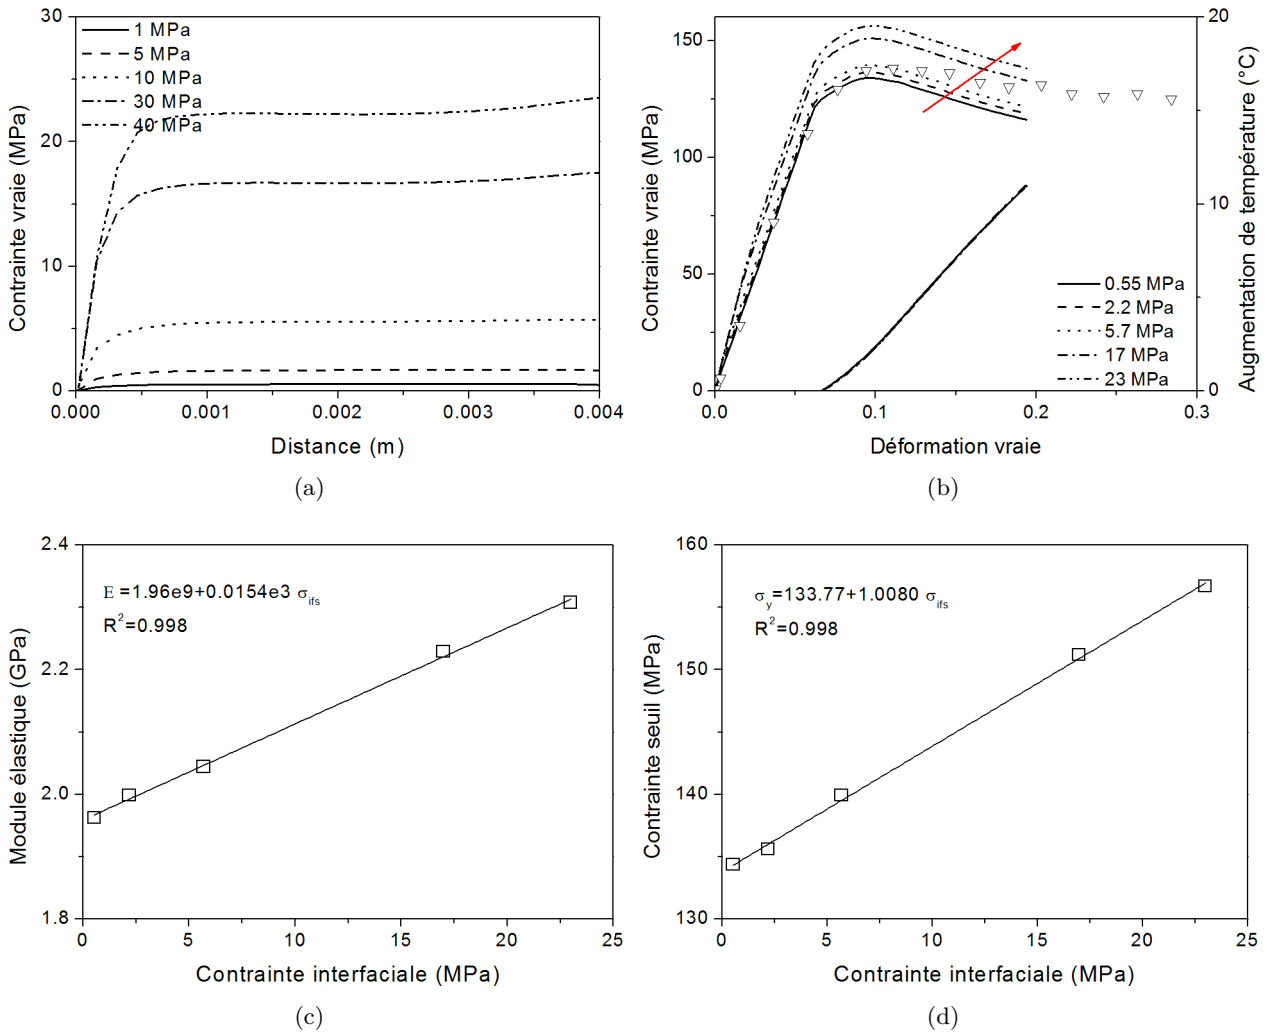 30
20
10
0
Contrainte vraie (MPa)
1 MPa
5 MPa
10 MPa
30 MPa
40 MPa
0.000
0.001
0.002
0.003
0.004
Distance (m)
(a)
150
100
50
0
Contrainte vraie (MPa)
20
10
0
Augmentation de température (°C)
0.55 MPa
2.2 MPa
5.7 MPa
17 MPa
23 MPa
0.0
0.1
0.2
0.3
Déformation vraie
(b)
2.4
2.2
2.0
1.8
Module élastique (GPa)
E =1.96e9+0.0154e3 σifs
R²=0.998
0
5
10
15
20
25
Contrainte interfaciale (MPa)
(c)
160
150
140
130
Contrainte seuil (MPa)
σy=133.77+1.0080 σifs
R²=0.998
0
5
10
15
20
25
Contrainte interfaciale (MPa)
(d)